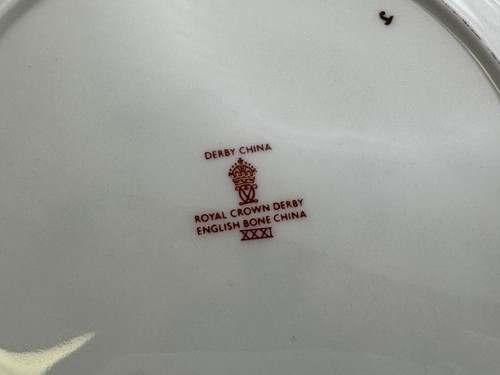 DERBY CHINA
ROYAL CROWN DERBY
ENGLISH BONE CHINA
XXXI